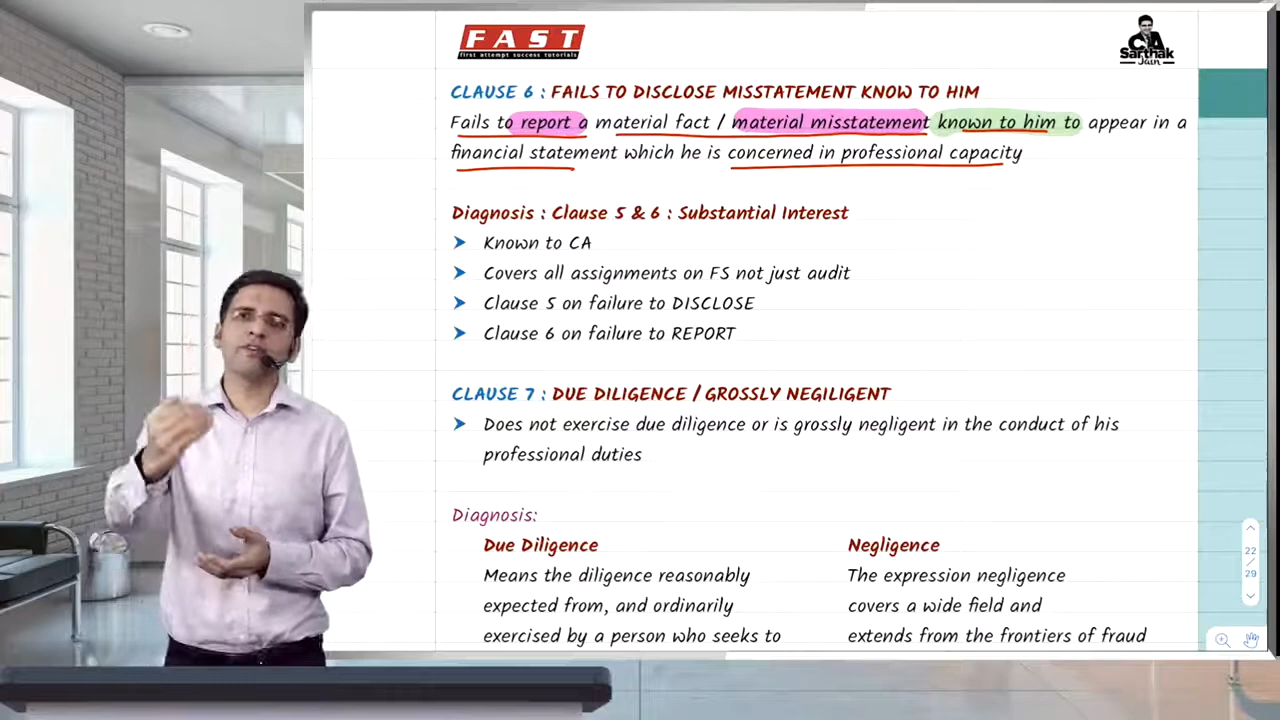 FAST
first attempt success tutorials
CA
Sarthak
Jain
CLAUSE 6 : FAILS TO DISCLOSE MISSTATEMENT KNOW TO HIM
Fails to report a material fact / material misstatement known to him to appear in a
financial statement which he is concerned in professional capacity
Diagnosis : Clause 5 & 6 : Substantial Interest
➤ Known to CA
➤ Covers all assignments on FS not just audit
➤ Clause 5 on failure to DISCLOSE
➤ Clause 6 on failure to REPORT
CLAUSE 7 : DUE DILIGENCE / GROSSLY NEGILIGENT
➤ Does not exercise due diligence or is grossly negligent in the conduct of his
professional duties
Diagnosis:
Due Diligence
Means the diligence reasonably
expected from, and ordinarily
exercised by a person who seeks to
Negligence
The expression negligence
covers a wide field and
extends from the frontiers of fraud
22
/
29